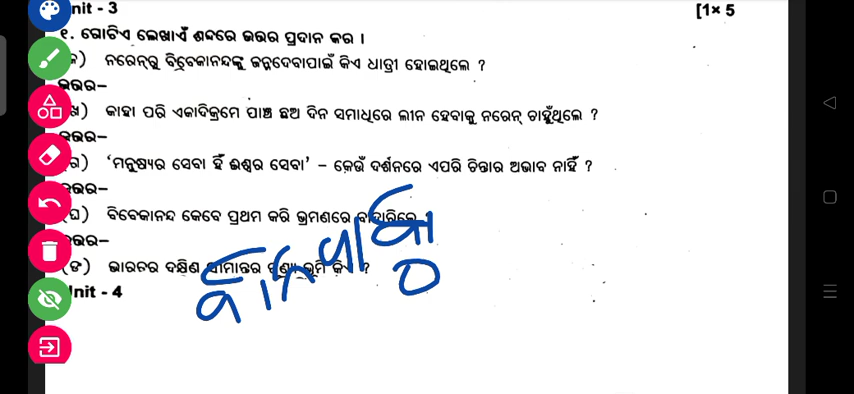 nit - 3 [1× 5
୧. ଗୋଟିଏ ଲେଖାଏଁ ଶବ୍ଦରେ ଉତ୍ତର ପ୍ରଦାନ କର ।
ନରେନ୍‌ରୁ ବିବେକାନନ୍ଦଙ୍କୁ ଜନ୍ମଦେବାପାଇଁ କିଏ ଧାତ୍ରୀ ହୋଇଥିଲେ ?
ଉତ୍ତର–
କାହା ପରି ଏକାଦିକ୍ରମେ ପାଞ୍ଚ ଛଅ ଦିନ ସମାଧିରେ ଲୀନ ହେବାକୁ ନରେନ୍ ଚାହୁଁଥିଲେ ?
ଉତ୍ତର–
'ମନୁଷ୍ୟର ସେବା ହିଁ ଈଶ୍ୱର ସେବା' – କେଉଁ ଦର୍ଶନରେ ଏପରି ଚିନ୍ତାର ଅଭାବ ନାହିଁ ?
ଉତ୍ତର–
(ଘ) ବିବେକାନନ୍ଦ କେବେ ପ୍ରଥମ କରି ଭ୍ରମଣରେ ବାହାରିଲେ
ଉତ୍ତର–
(ଙ) ଭାରତର ଦକ୍ଷିଣ ସୀମାନ୍ତର ପୁଣ୍ୟ ଭୂମି କିଏ ?
nit - 4